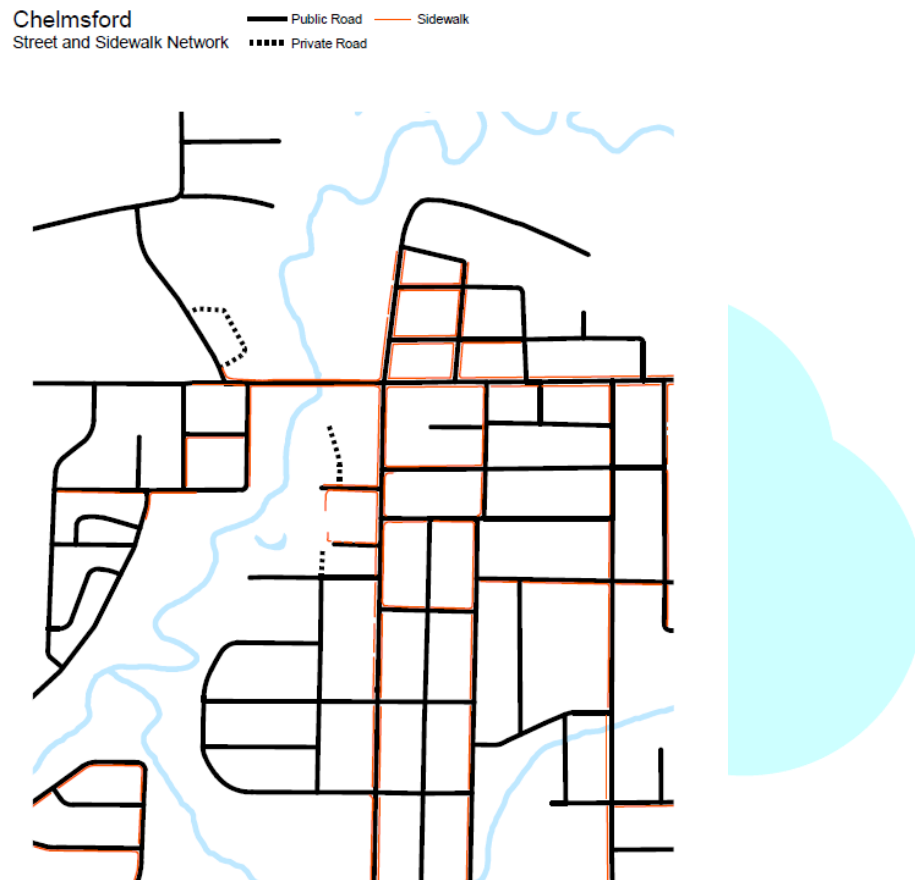 Chelmsford
Street and Sidewalk Network
Public Road
Sidewalk
Private Road